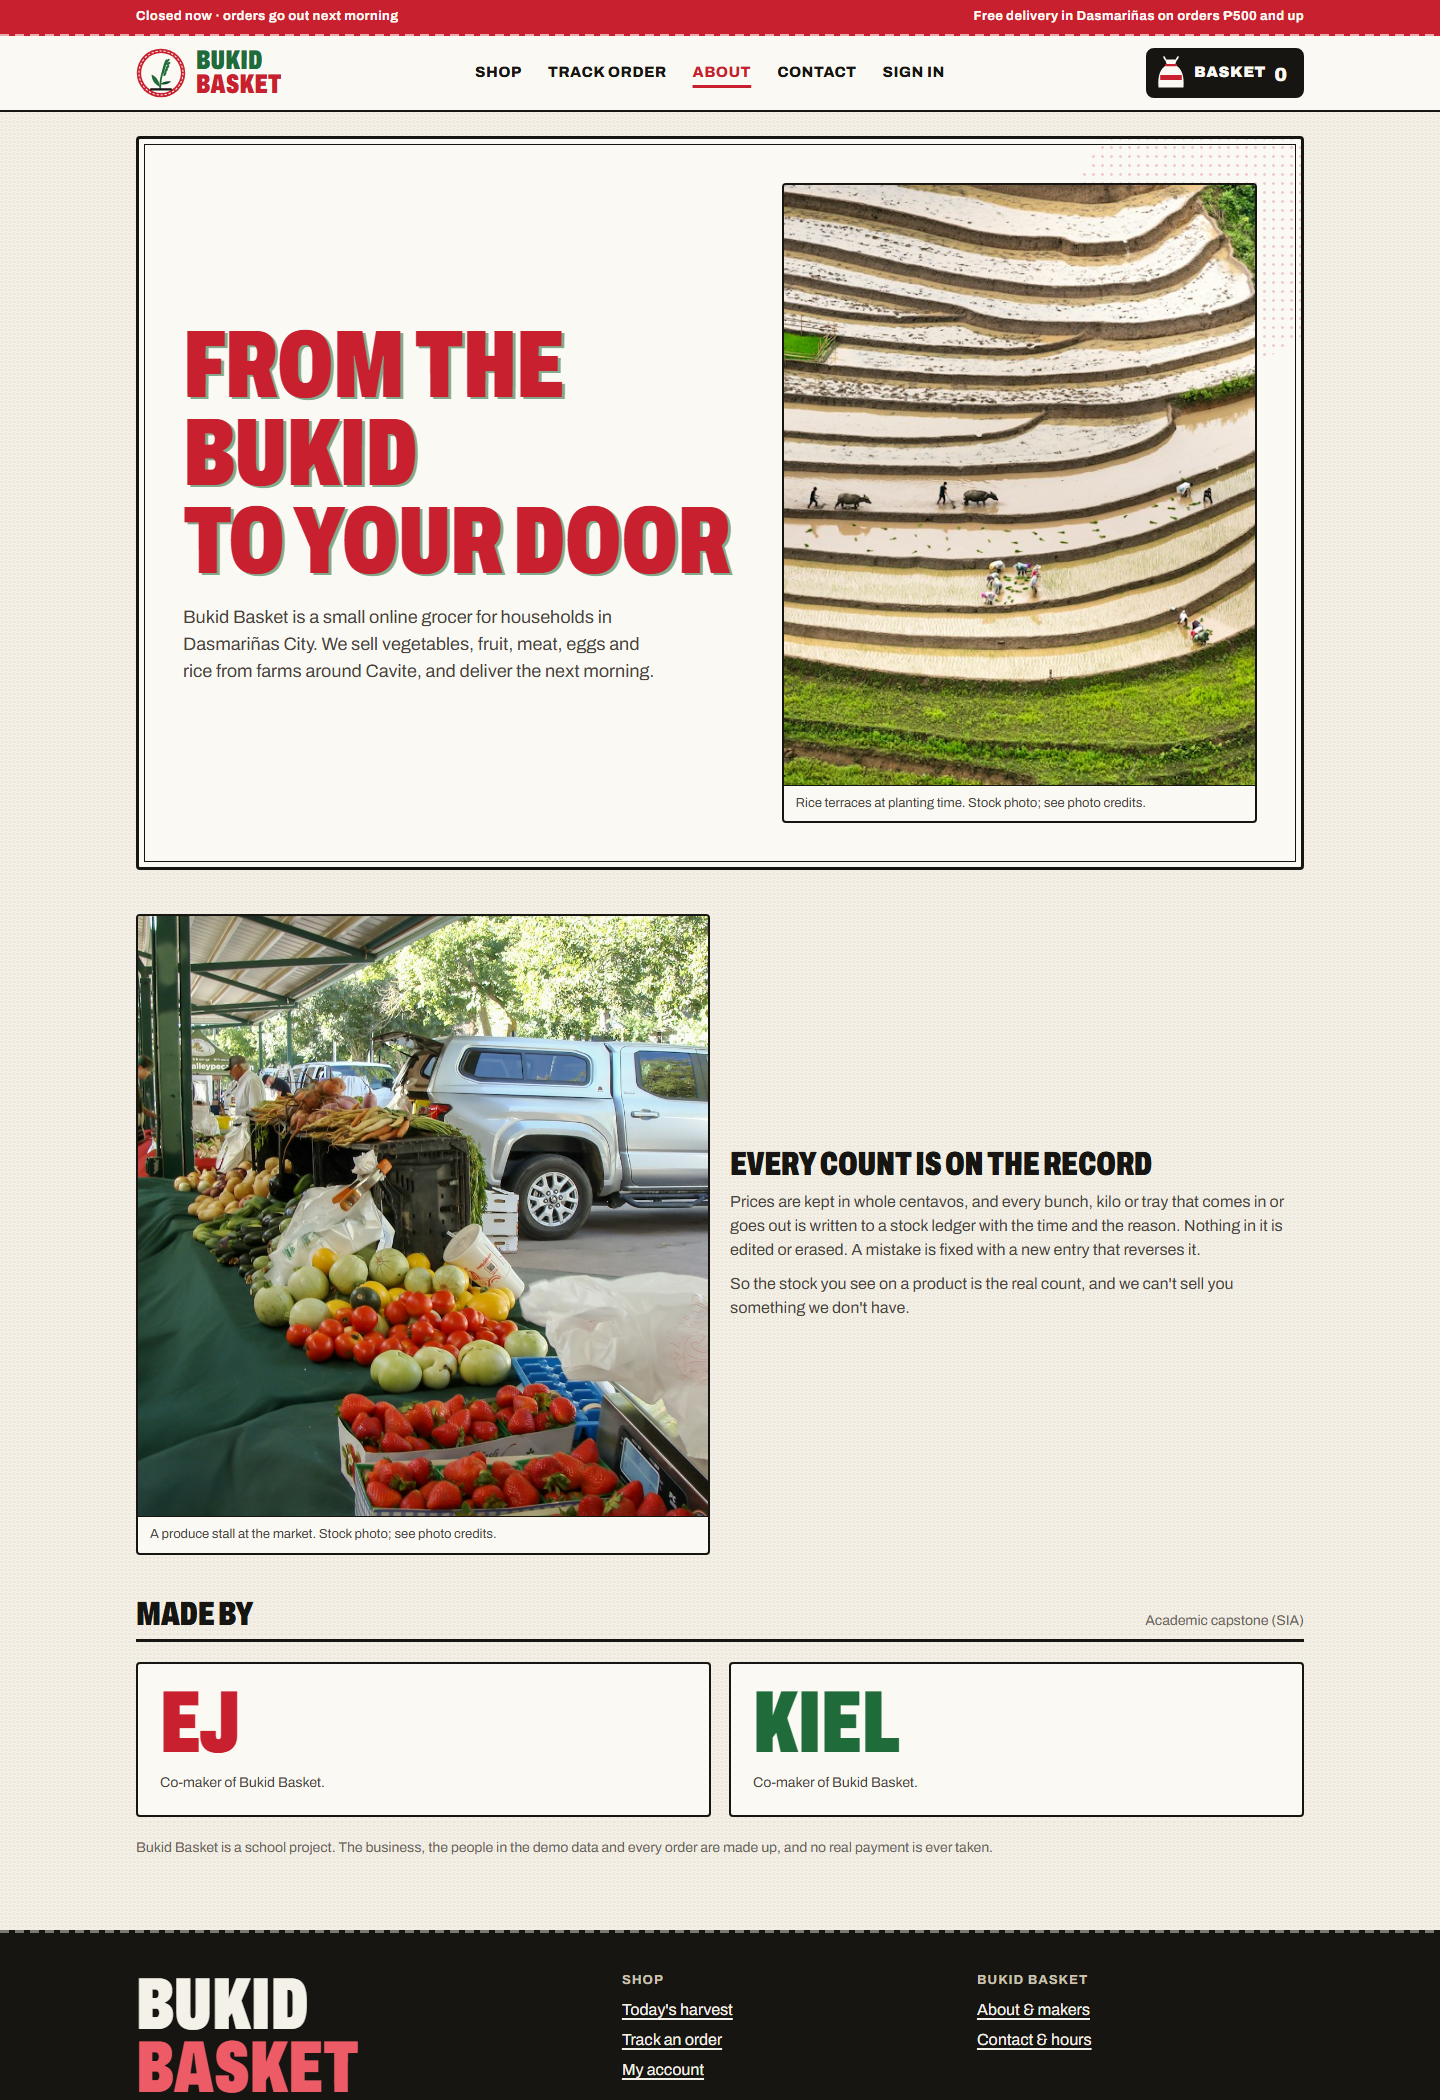 Closed now · orders go out next morning
Free delivery in Dasmariñas on orders ₱500 and up
BUKID
BASKET
SHOP
TRACK ORDER
ABOUT
CONTACT
SIGN IN
BASKET 0
FROM THE
BUKID
TO YOUR DOOR
Bukid Basket is a small online grocer for households in
Dasmariñas City. We sell vegetables, fruit, meat, eggs and
rice from farms around Cavite, and deliver the next morning.
Rice terraces at planting time. Stock photo; see photo credits.
A produce stall at the market. Stock photo; see photo credits.
EVERY COUNT IS ON THE RECORD
Prices are kept in whole centavos, and every bunch, kilo or tray that comes in or
goes out is written to a stock ledger with the time and the reason. Nothing in it is
edited or erased. A mistake is fixed with a new entry that reverses it.
So the stock you see on a product is the real count, and we can't sell you
something we don't have.
MADE BY
Academic capstone (SIA)
EJ
Co-maker of Bukid Basket.
KIEL
Co-maker of Bukid Basket.
Bukid Basket is a school project. The business, the people in the demo data and every order are made up, and no real payment is ever taken.
BUKID
BASKET
SHOP
Today's harvest
Track an order
My account
BUKID BASKET
About & makers
Contact & hours